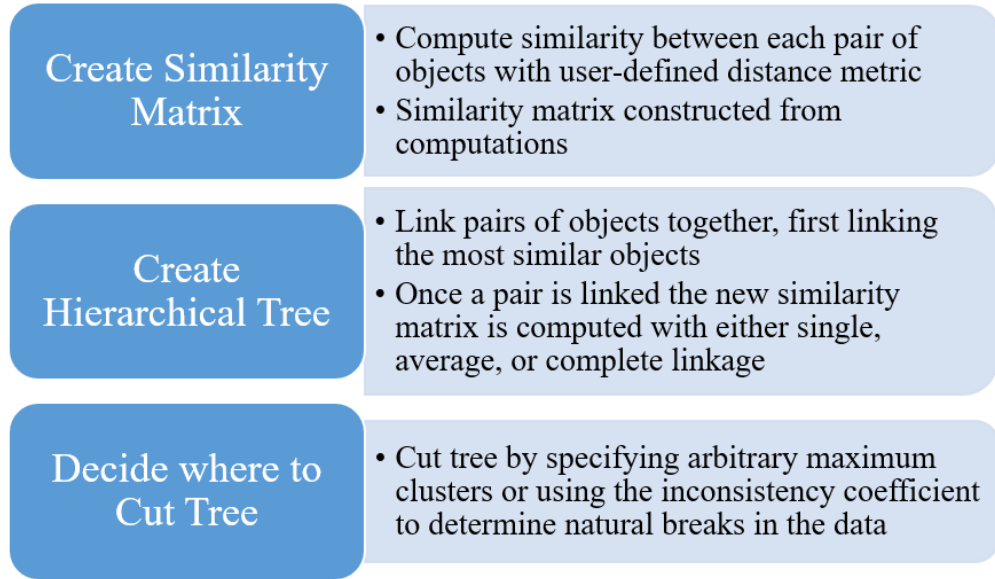 Create Similarity
Matrix
• Compute similarity between each pair of
objects with user-defined distance metric
• Similarity matrix constructed from
computations
Create
Hierarchical Tree
• Link pairs of objects together, first linking
the most similar objects
• Once a pair is linked the new similarity
matrix is computed with either single,
average, or complete linkage
Decide where to
Cut Tree
• Cut tree by specifying arbitrary maximum
clusters or using the inconsistency coefficient
to determine natural breaks in the data